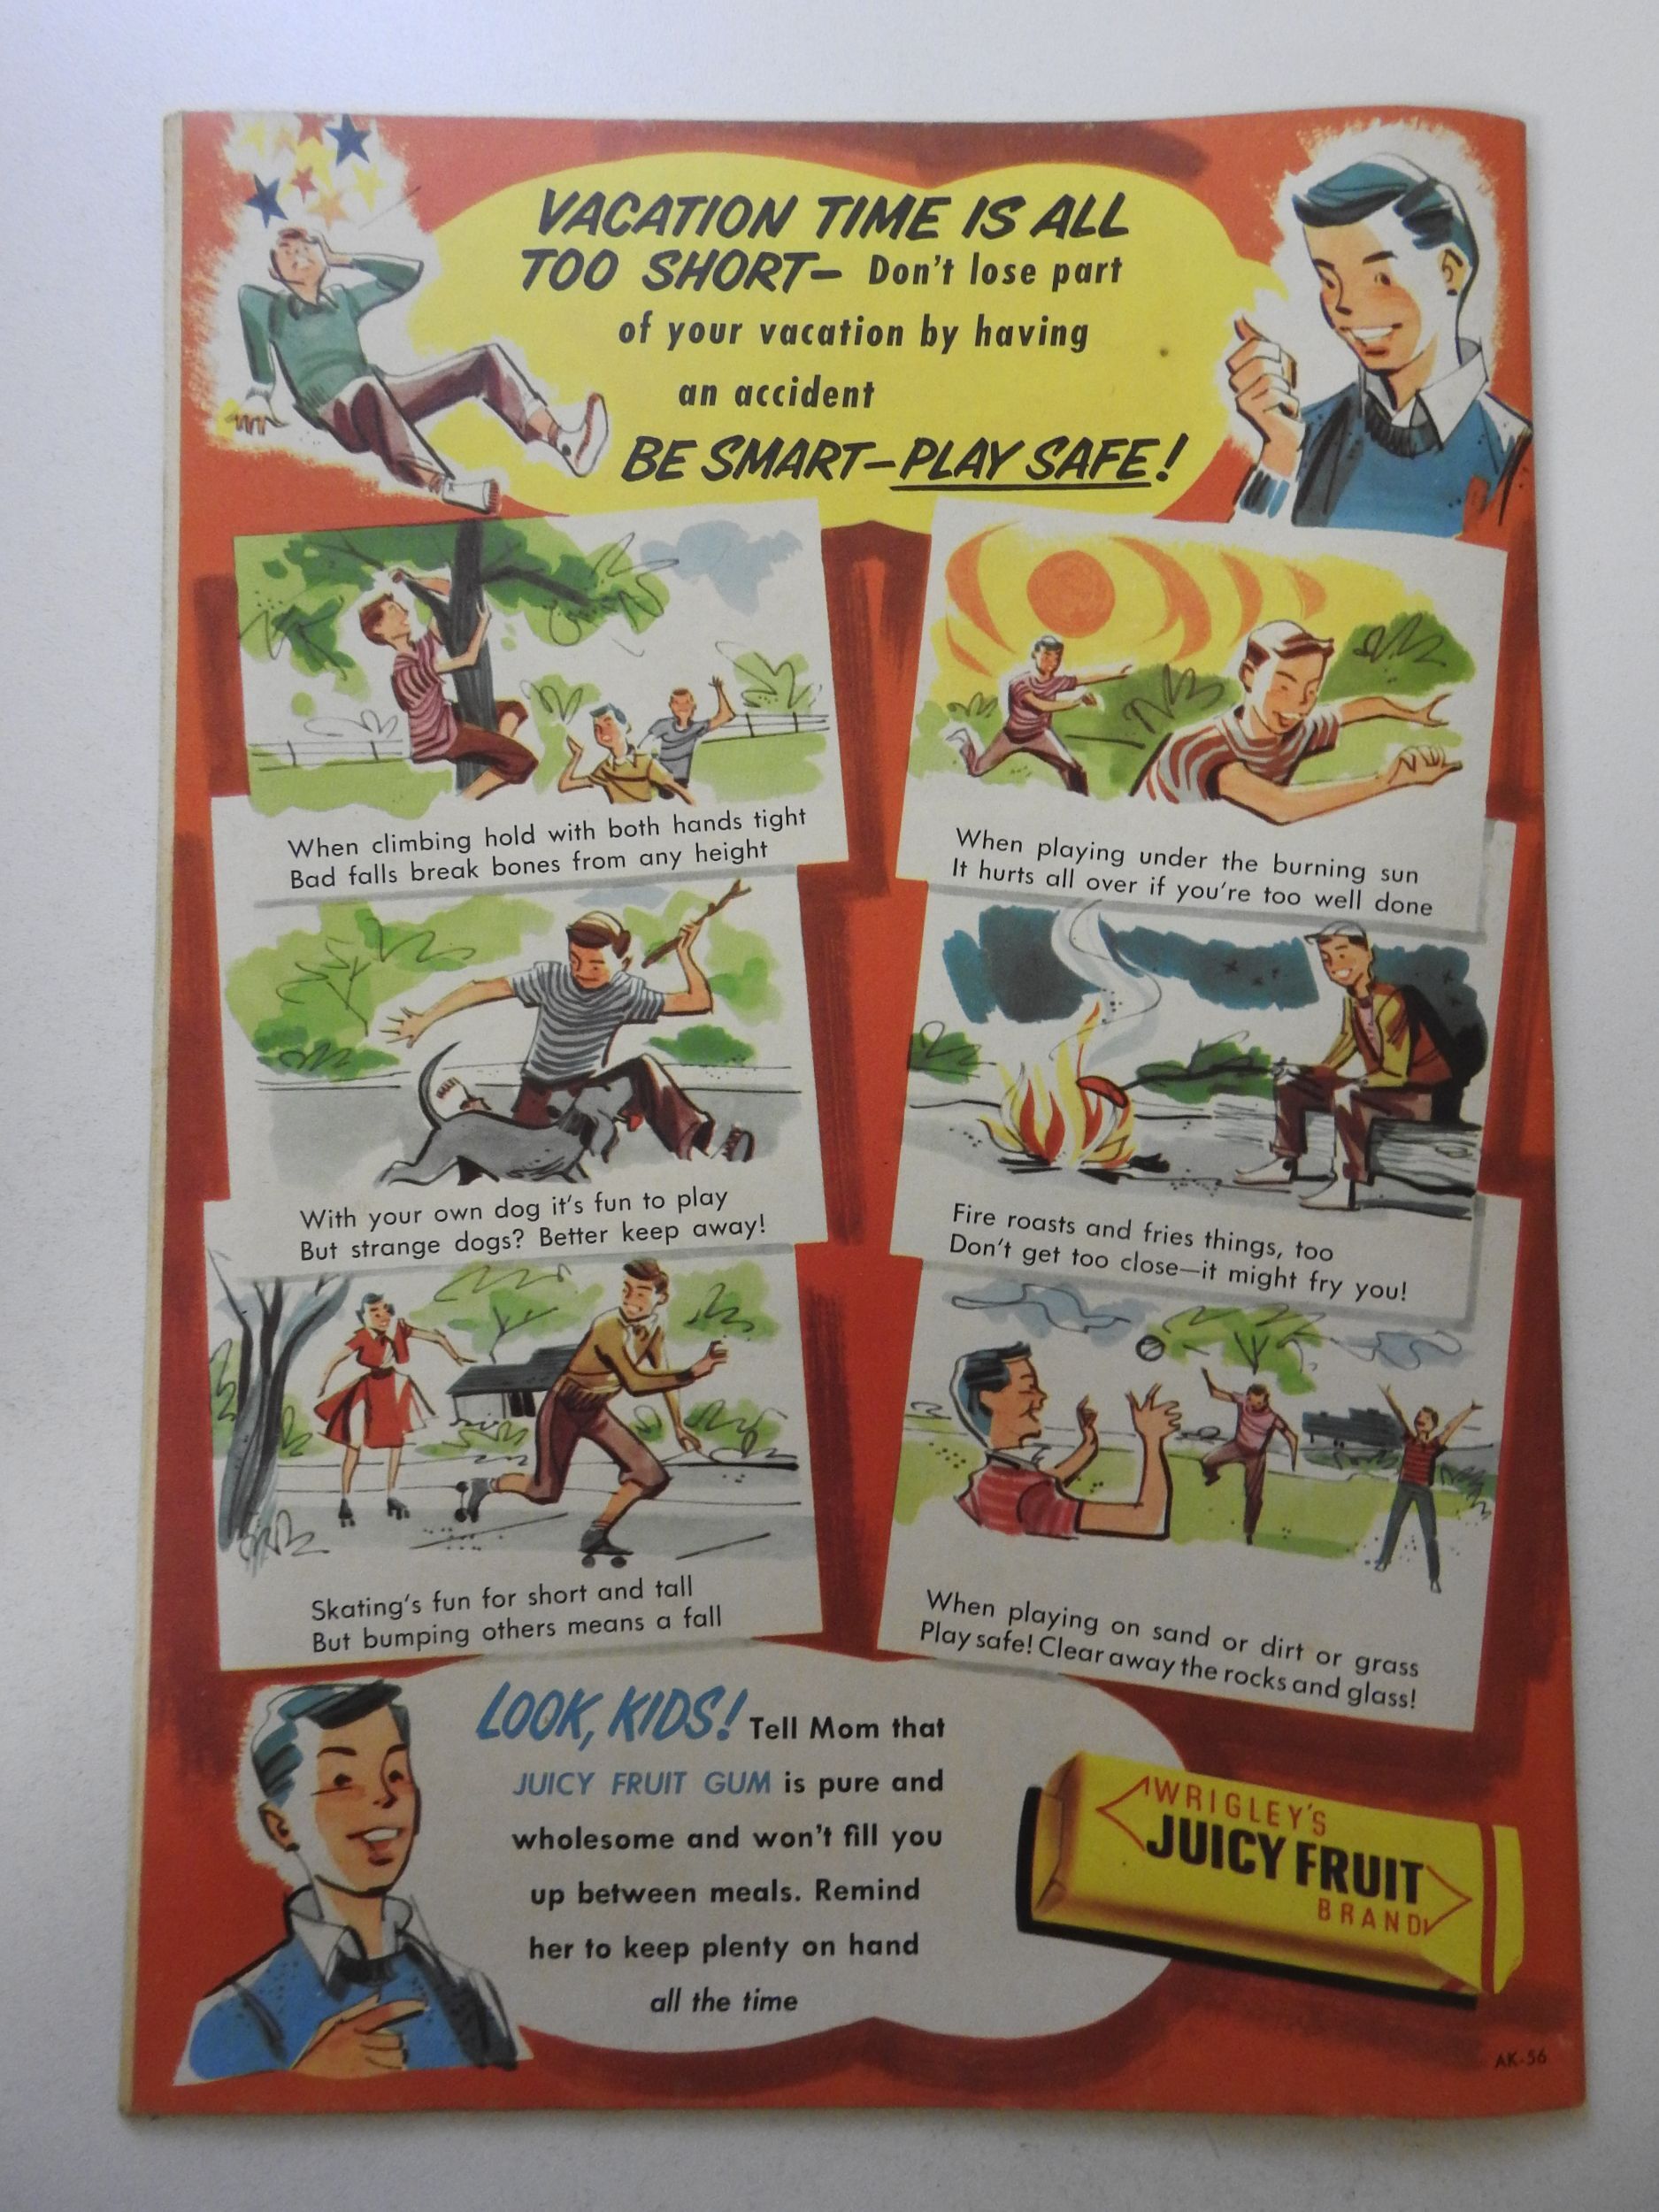 VACATION TIME IS ALL
TOO SHORT— Don't lose part
of your vacation by having
an accident
BE SMART—PLAY SAFE!
When climbing hold with both hands tight
Bad falls break bones from any height
When playing under the burning sun
It hurts all over if you're too well done
With your own dog it's fun to play
But strange dogs? Better keep away!
Fire roasts and fries things, too
Don't get too close—it might fry you!
Skating's fun for short and tall
But bumping others means a fall
When playing on sand or dirt or grass
Play safe! Clear away the rocks and glass!
LOOK, KIDS! Tell Mom that
JUICY FRUIT GUM is pure and
wholesome and won't fill you
up between meals. Remind
her to keep plenty on hand
all the time
WRIGLEY'S
JUICY FRUIT
BRAND
AK-56